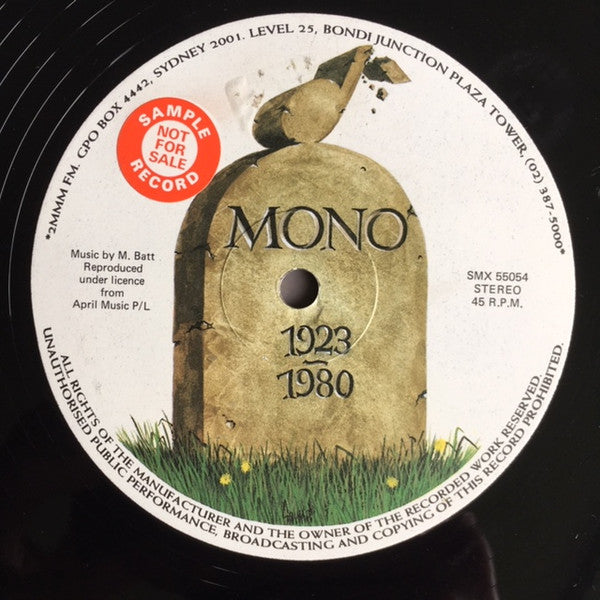 *2MMM FM. GPO BOX 4442, SYDNEY 2001. LEVEL 25, BONDI JUNCTION PLAZA TOWER, (02) 387-5000*
SAMPLE
NOT
FOR
SALE
RECORD
MONO
1923
–
1980
Music by M. Batt
Reproduced
under licence
from
April Music P/L
SMX 55054
STEREO
45 R.P.M.
ALL RIGHTS OF THE MANUFACTURER AND THE OWNER OF THE RECORDED WORK RESERVED.
UNAUTHORISED PUBLIC PERFORMANCE, BROADCASTING AND COPYING OF THIS RECORD PROHIBITED.